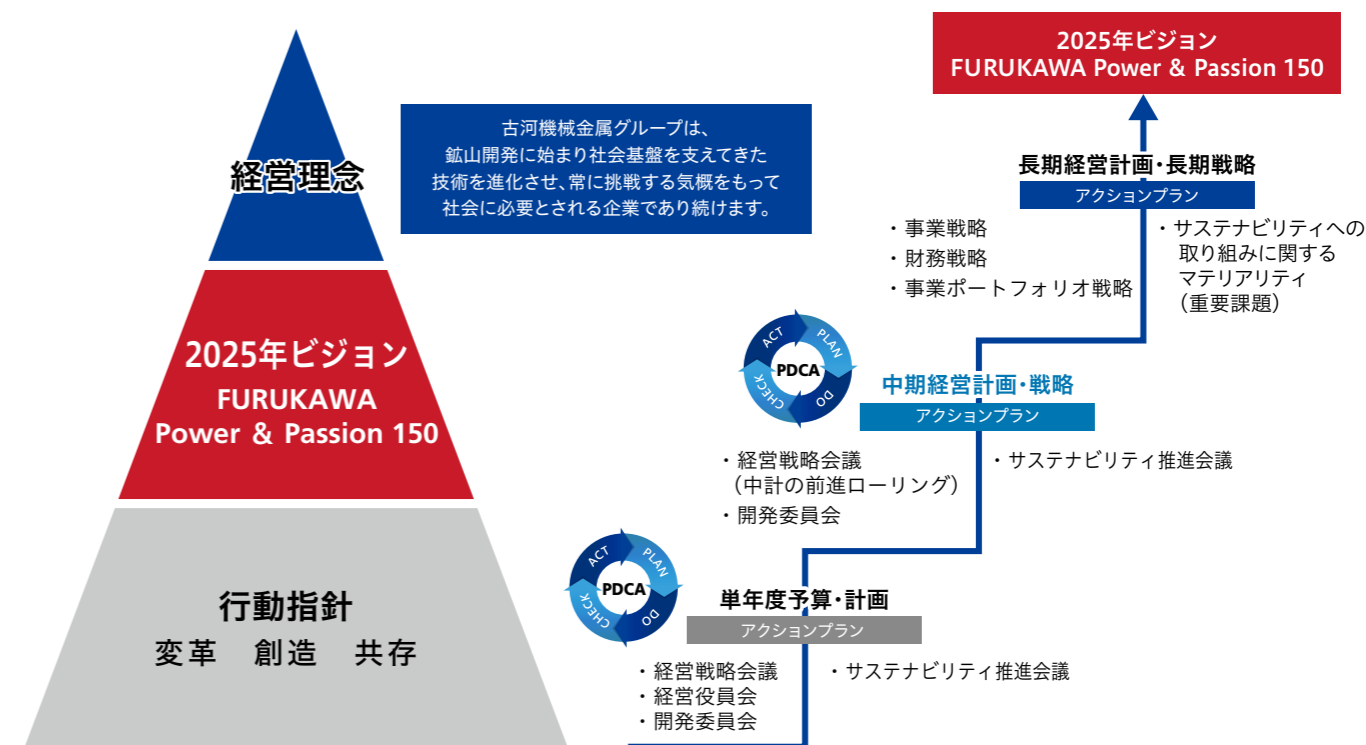 経営理念
古河機械金属グループは、
鉱山開発に始まり社会基盤を支えてきた
技術を進化させ、常に挑戦する気概をもって
社会に必要とされる企業であり続けます。
2025年ビジョン
FURUKAWA
Power & Passion 150
行動指針
変革 創造 共存
2025年ビジョン
FURUKAWA Power & Passion 150
長期経営計画・長期戦略
アクションプラン
・事業戦略
・財務戦略
・事業ポートフォリオ戦略
・サステナビリティへの
取り組みに関する
マテリアリティ
（重要課題）
ACT
PLAN
PDCA
CHECK
DO
中期経営計画・戦略
アクションプラン
・経営戦略会議
（中計の前進ローリング）
・開発委員会
・サステナビリティ推進会議
ACT
PLAN
PDCA
CHECK
DO
単年度予算・計画
アクションプラン
・経営戦略会議
・経営役員会
・開発委員会
・サステナビリティ推進会議